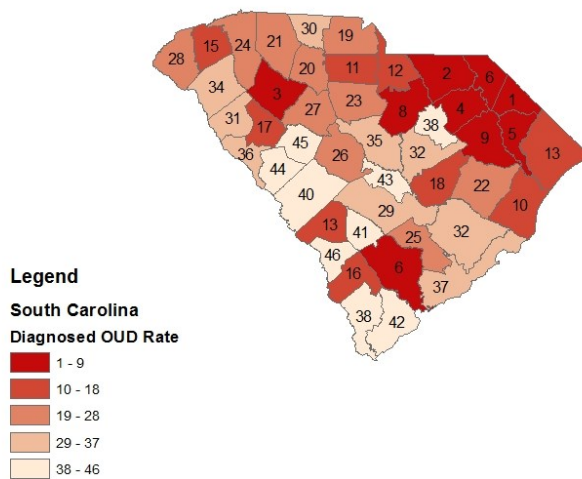 30 19
15 24 21
28 20 11 12 2 6
34 3 1
27 23 8 4
31 17 38 9 5
45 35 32 13
36 26
44 43 18 22
40 29 10
13 41 25 32
46 6
16 37
38 42
Legend
South Carolina
Diagnosed OUD Rate
1 - 9
10 - 18
19 - 28
29 - 37
38 - 46